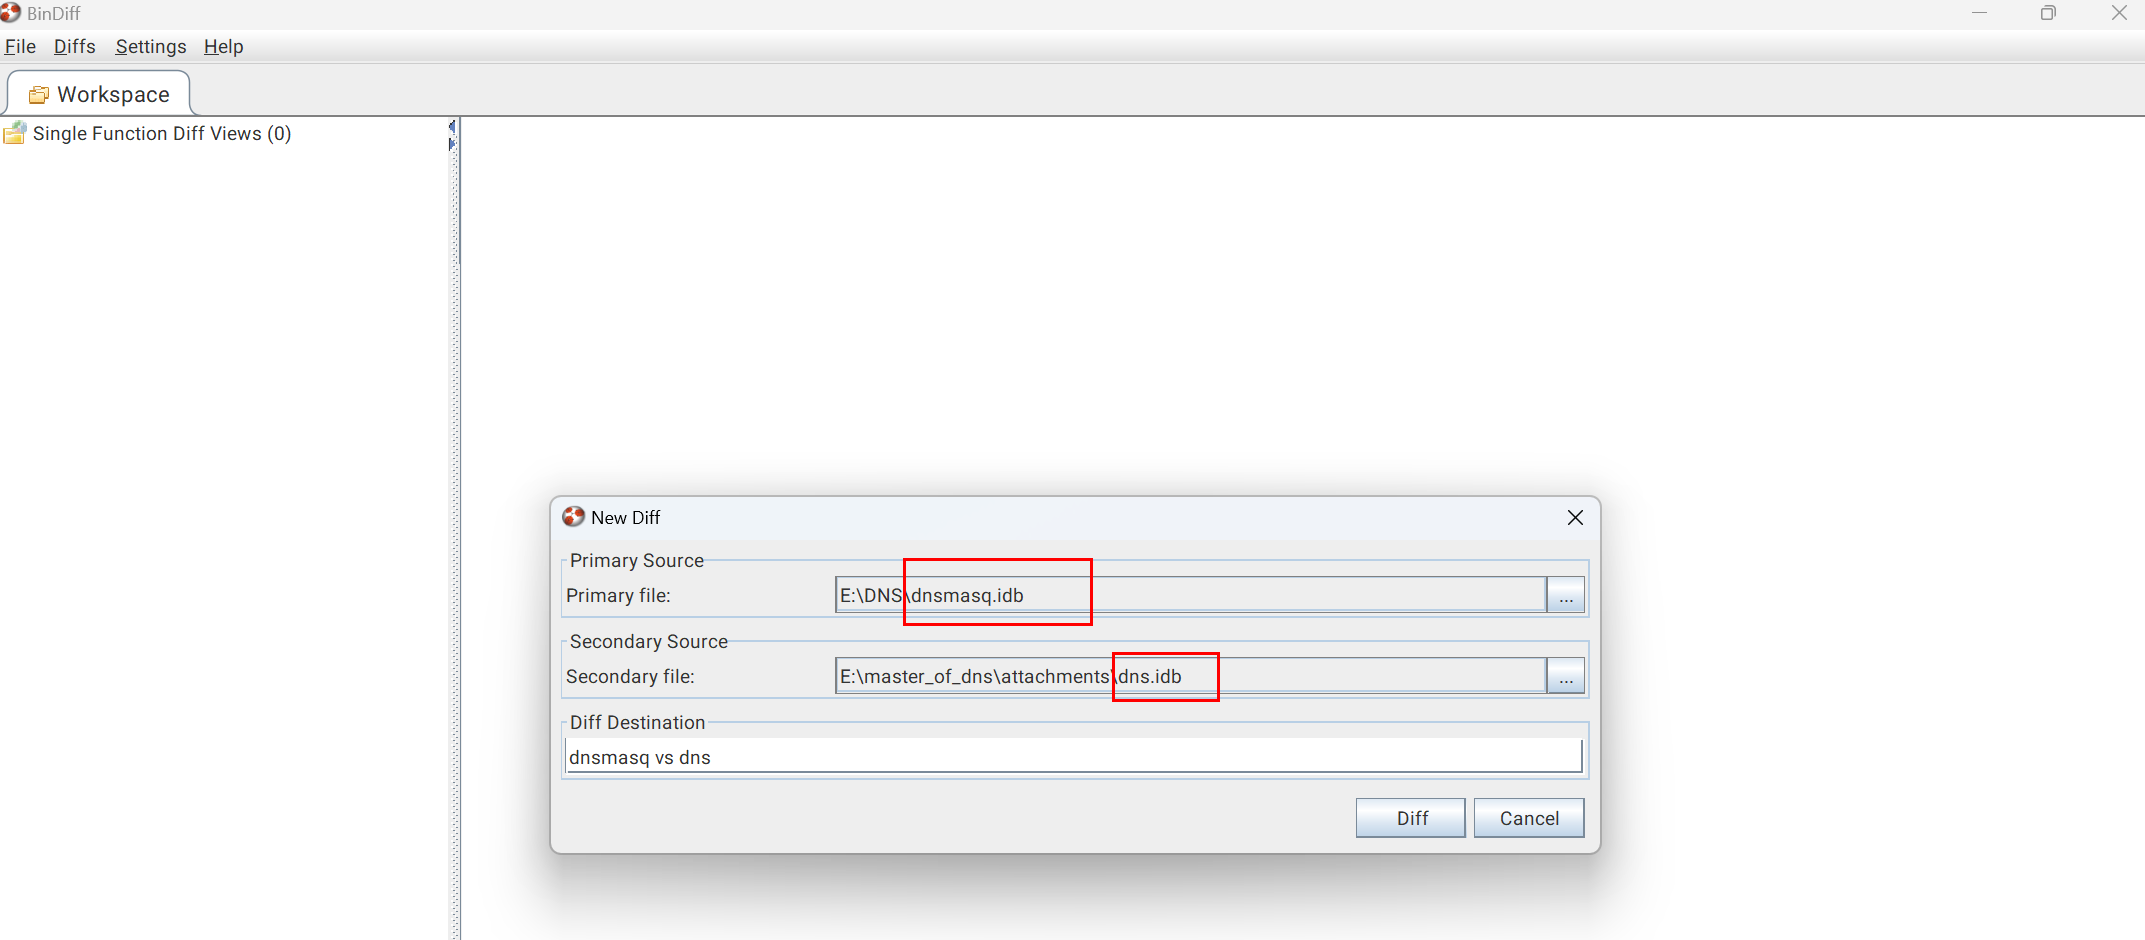 BinDiff
File Diffs Settings Help
Workspace
Single Function Diff Views (0)
New Diff
Primary Source
Primary file: E:\DNS\dnsmasq.idb ...
Secondary Source
Secondary file: E:\master_of_dns\attachments\dns.idb ...
Diff Destination
dnsmasq vs dns
Diff Cancel